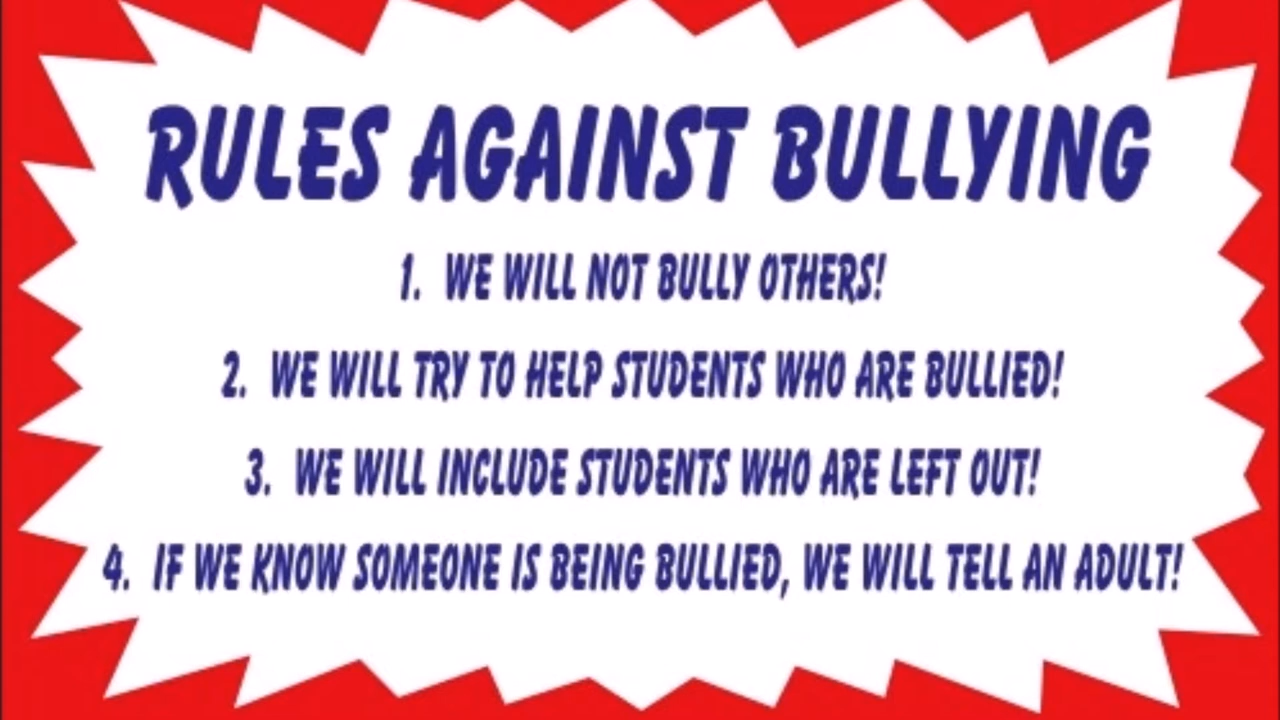 RULES AGAINST BULLYING
1. WE WILL NOT BULLY OTHERS!
2. WE WILL TRY TO HELP STUDENTS WHO ARE BULLIED!
3. WE WILL INCLUDE STUDENTS WHO ARE LEFT OUT!
4. IF WE KNOW SOMEONE IS BEING BULLIED, WE WILL TELL AN ADULT!